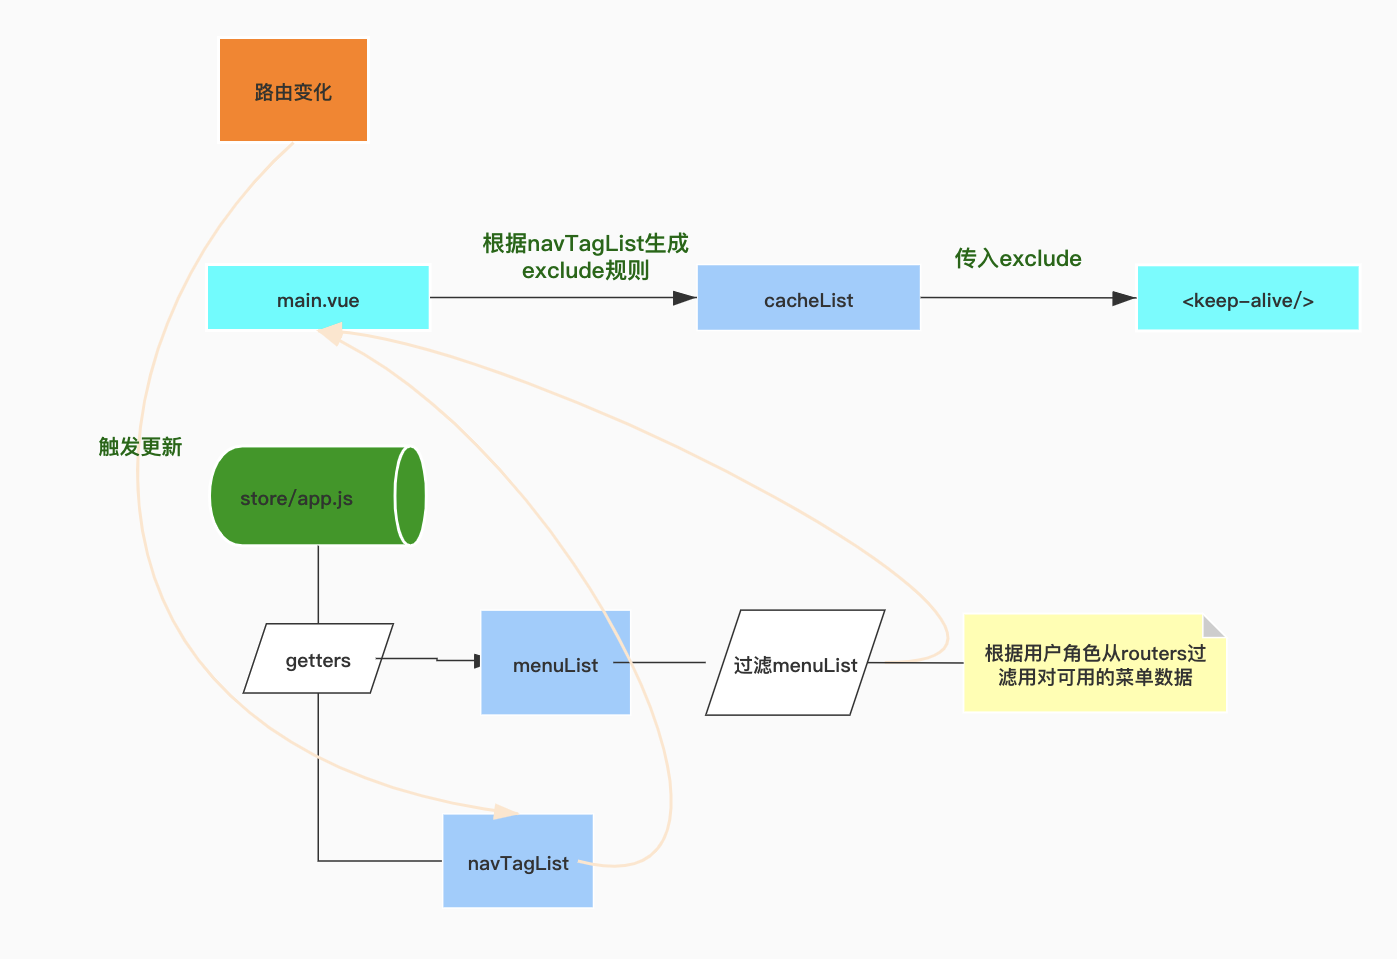 路由变化
根据navTagList生成
exclude规则
传入exclude
main.vue
cacheList
<keep-alive/>
触发更新
store/app.js
getters
menuList
过滤menuList
根据用户角色从routers过
滤用对可用的菜单数据
navTagList